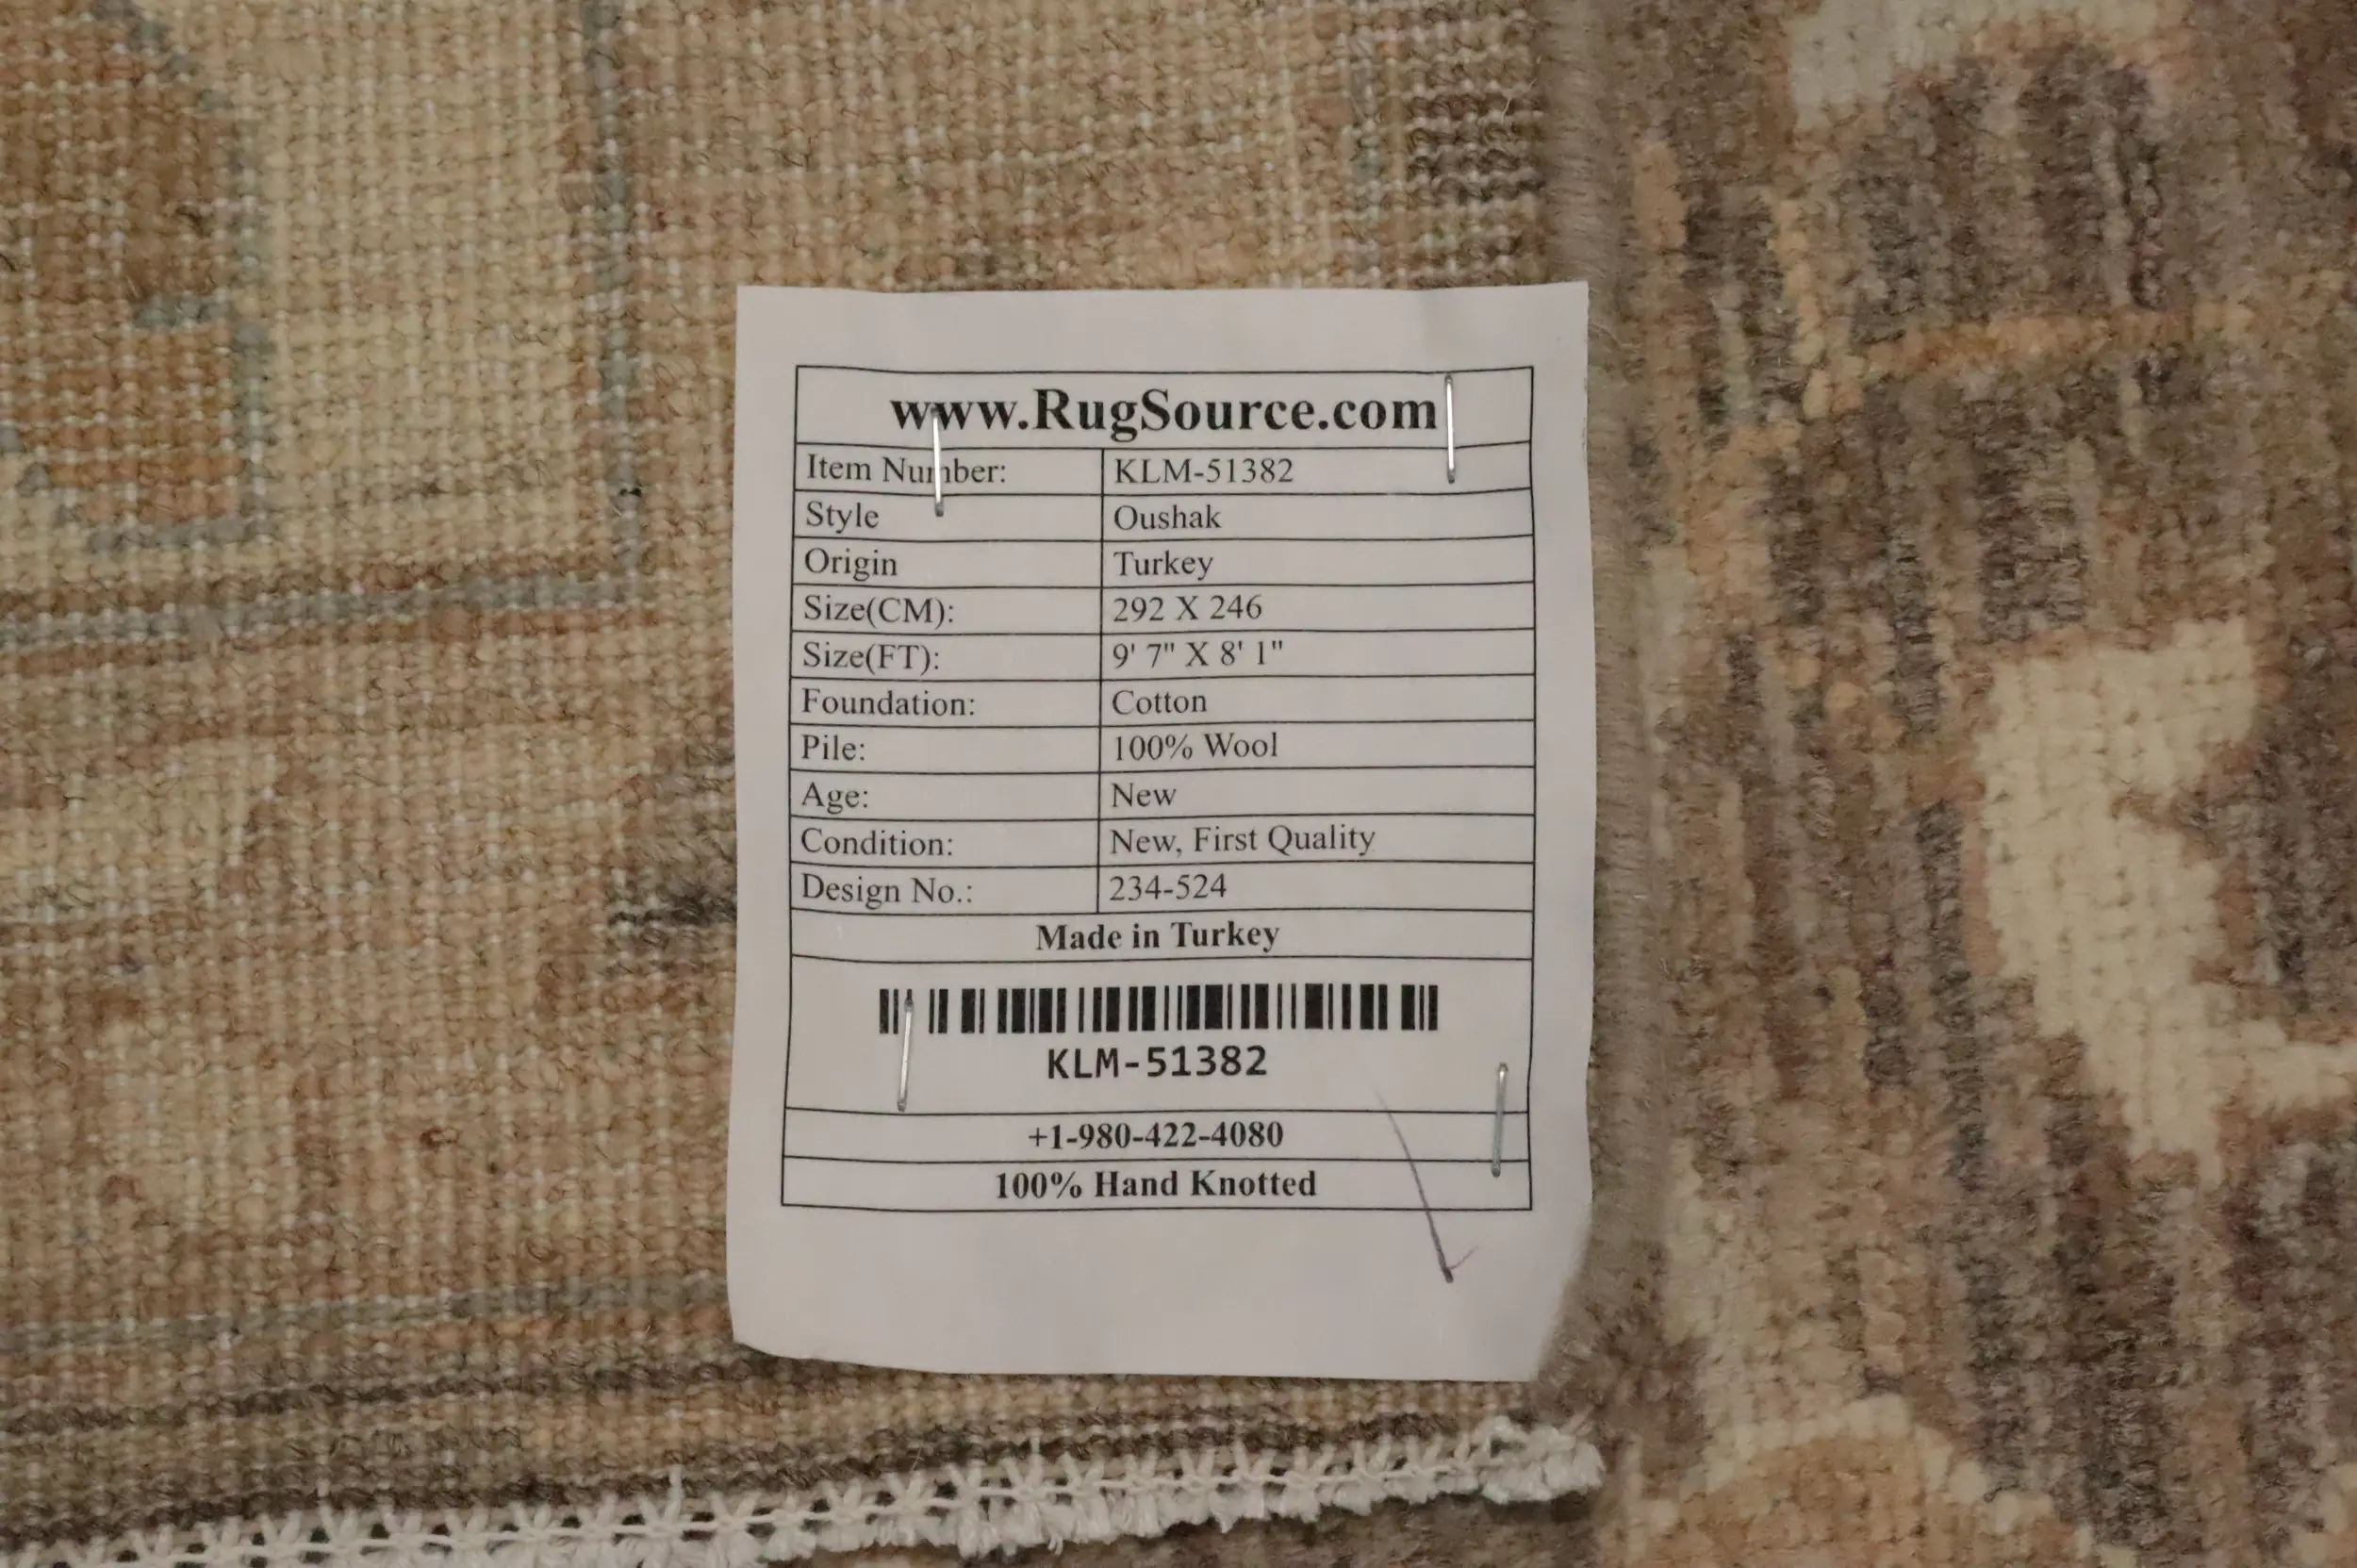 www.RugSource.com
Item Number: KLM-51382
Style Oushak
Origin Turkey
Size(CM): 292 X 246
Size(FT): 9' 7" X 8' 1"
Foundation: Cotton
Pile: 100% Wool
Age: New
Condition: New, First Quality
Design No.: 234-524
Made in Turkey
KLM-51382
+1-980-422-4080
100% Hand Knotted